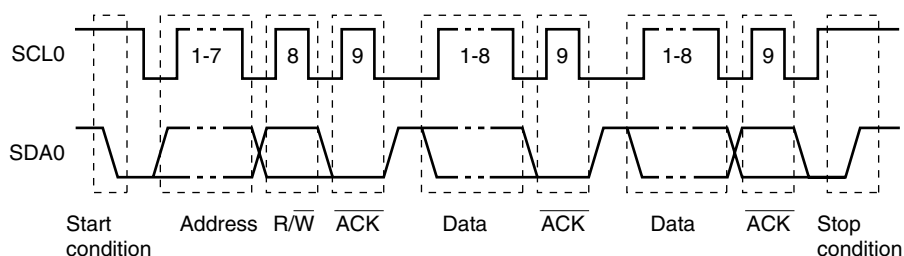 SCL0 1-7 8 9 1-8 9 1-8 9
SDA0
Start condition Address R/W ACK Data ACK Data ACK Stop condition